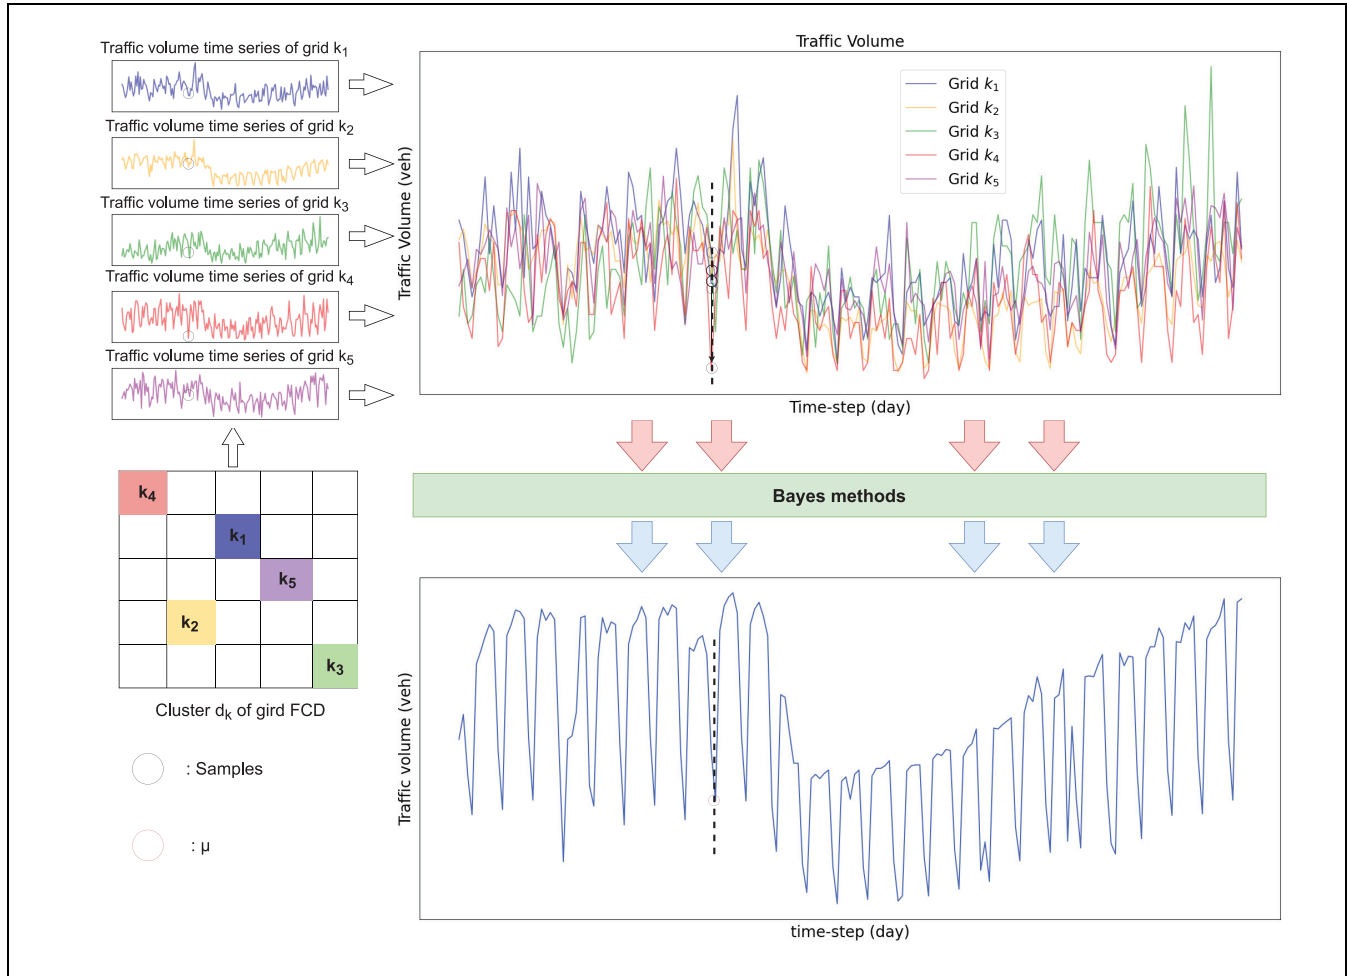 Traffic volume time series of grid k1
Traffic volume time series of grid k2
Traffic volume time series of grid k3
Traffic volume time series of grid k4
Traffic volume time series of grid k5
Traffic Volume
Traffic Volume (veh)
Grid k1
Grid k2
Grid k3
Grid k4
Grid k5
Time-step (day)
Bayes methods
k4
k1
k5
k2
k3
Cluster dk of gird FCD
: Samples
: μ
Traffic volume (veh)
time-step (day)